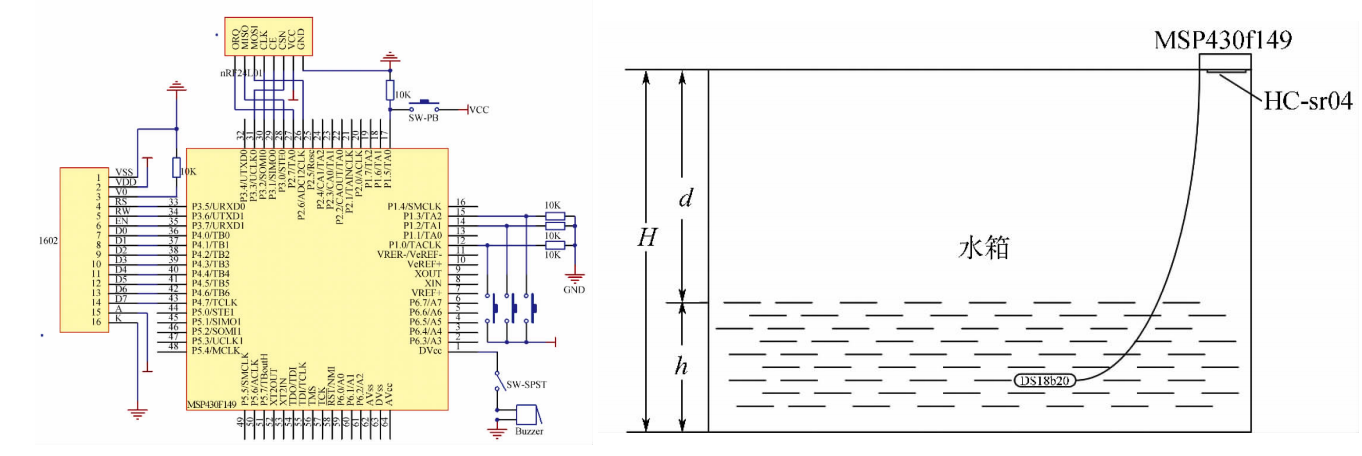 ORQ
MISO
MOSI
CLK
CE
CSN
VCC
GND
nRF24L01
10K
SW-PB
VCC
32
31
30
29
28
27
26
25
24
23
22
21
20
19
18
17
P3.4/UTXD0
P3.3/UCLK0
P3.2/SOMI0
P3.1/SIMO0
P3.0/STE0
P2.7/TA0
P2.6/ADC12CLK
P2.5/Rosc
P2.4/CA1/TA2
P2.3/CA0/TA1
P2.2/CAOUT/TA0
P2.1/TAINCLK
P2.0/ACLK
P1.7/TA2
P1.6/TA1
P1.5/TA0
10K
1602
1 VSS
2 VDD
3 V0
4 RS 33 P3.5/URXD0
5 RW 34 P3.6/UTXD1
6 EN 35 P3.7/URXD1
7 D0 36 P4.0/TB0
8 D1 37 P4.1/TB1
9 D2 38 P4.2/TB2
10 D3 39 P4.3/TB3
11 D4 40 P4.4/TB4
12 D5 41 P4.5/TB5
13 D6 42 P4.6/TB6
14 D7 43 P4.7/TCLK
15 A 44 P5.0/STE1
16 K 45 P5.1/SIMO1
46 P5.2/SOMI1
47 P5.3/UCLK1
48 P5.4/MCLK
P1.4/SMCLK 16
P1.3/TA2 15
P1.2/TA1 14
P1.1/TA0 13
P1.0/TACLK 12
VRER-/VeREF- 11
VeREF+ 10
XOUT 9
XIN 8
VREF+ 7
P6.7/A7 6
P6.6/A6 5
P6.5/A5 4
P6.4/A4 3
P6.3/A3 2
DVcc 1
10K
10K
10K
GND
SW-SPST
Buzzer
P5.5/SMCLK
P5.6/ACLK
P5.7/TBoutH
XT2OUT
XT2IN
TDO/TDI
TDI/TCLK
TMS
TCK
RST/NMI
P6.0/A0
P6.1/A1
P6.2/A2
AVss
DVss
AVcc
MSP430F149
49
50
51
52
53
54
55
56
57
58
59
60
61
62
63
64
MSP430f149
HC-sr04
H
d
水箱
h
DS18b20